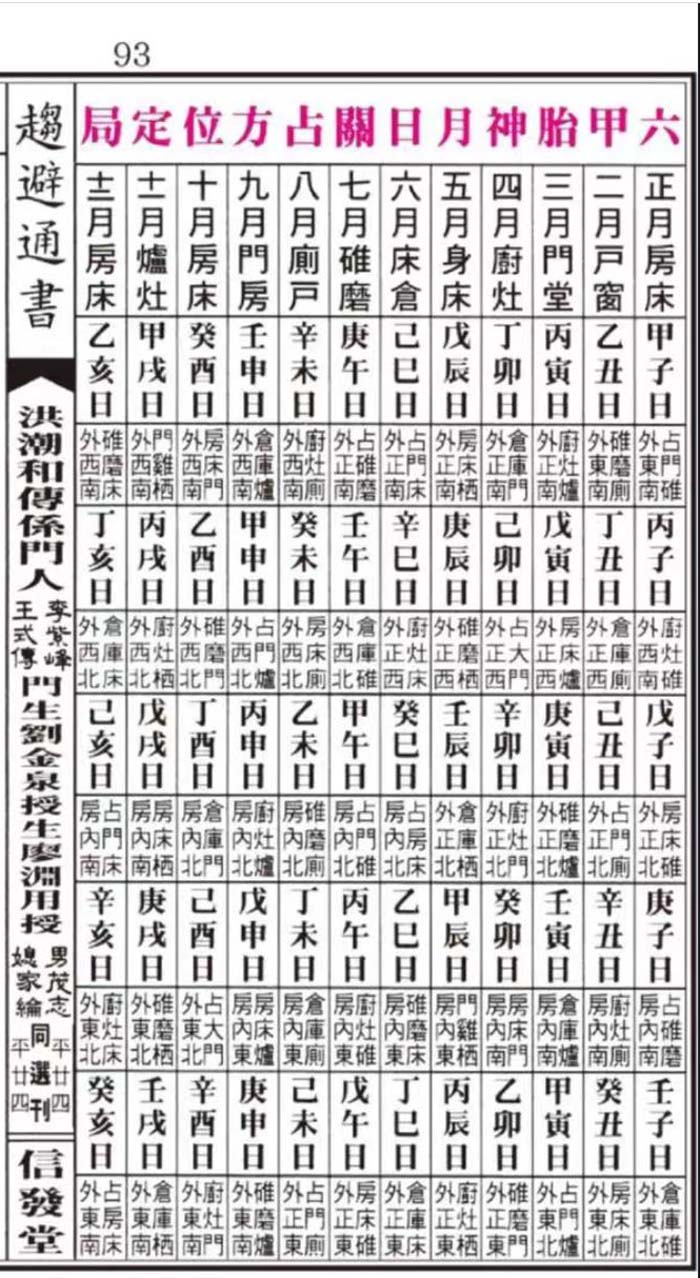 93
六甲胎神月日關占方位定局
正月房床 甲子日 占門碓外東南 丙子日 廚灶碓外西南 戊子日 房床碓外正北 庚子日 占碓磨房內南 壬子日 倉庫碓外東北
二月戶窗 乙丑日 碓磨廁外東南 丁丑日 倉庫廁外正西 己丑日 占門廁外正北 辛丑日 廚灶廁房內南 癸丑日 房床廁外東北
三月門堂 丙寅日 廚灶爐外正南 戊寅日 房床爐外正西 庚寅日 碓磨爐外正北 壬寅日 倉庫爐房內南 甲寅日 占門爐外東北
四月廚灶 丁卯日 倉庫門外正南 己卯日 占大門外正西 辛卯日 廚灶門外正北 癸卯日 房床門房內南 乙卯日 碓磨門外正東
五月身床 戊辰日 房床栖外正南 庚辰日 碓磨栖外正西 壬辰日 倉庫栖外正北 甲辰日 門雞栖房內東 丙辰日 廚灶栖外正東
六月床倉 己巳日 占門床外正南 辛巳日 廚灶床外正西 癸巳日 占房床房內北 乙巳日 碓磨床房內東 丁巳日 倉庫床外正東
七月碓磨 庚午日 占碓磨外正南 壬午日 倉庫碓外西北 甲午日 占門碓房內北 丙午日 廚灶碓房內東 戊午日 房床碓外正東
八月廁戶 辛未日 廚灶廁外西南 癸未日 房床廁外西北 乙未日 碓磨廁房內北 丁未日 倉庫廁房內東 己未日 占門廁外正東
九月門房 壬申日 倉庫爐外西南 甲申日 占門爐外西北 丙申日 廚灶爐房內北 戊申日 房床爐房內東 庚申日 碓磨爐外東南
十月房床 癸酉日 房床門外西南 乙酉日 碓磨門外西北 丁酉日 倉庫門房內北 己酉日 占大門外東北 辛酉日 廚灶門外東南
十一月爐灶 甲戌日 門雞栖外西南 丙戌日 廚灶栖外西北 戊戌日 房床栖房內南 庚戌日 碓磨栖外東北 壬戌日 倉庫栖外東南
十二月房床 乙亥日 碓磨床外西南 丁亥日 倉庫床外西北 己亥日 占門床房內南 辛亥日 廚灶床外東北 癸亥日 占房床外東南
趨避通書
洪潮和傳係門人 李紫峰 王式傳 門生劉金泉授生廖淵用授 男茂志 媳家綸 同選刊 平廿四 平廿四
信發堂